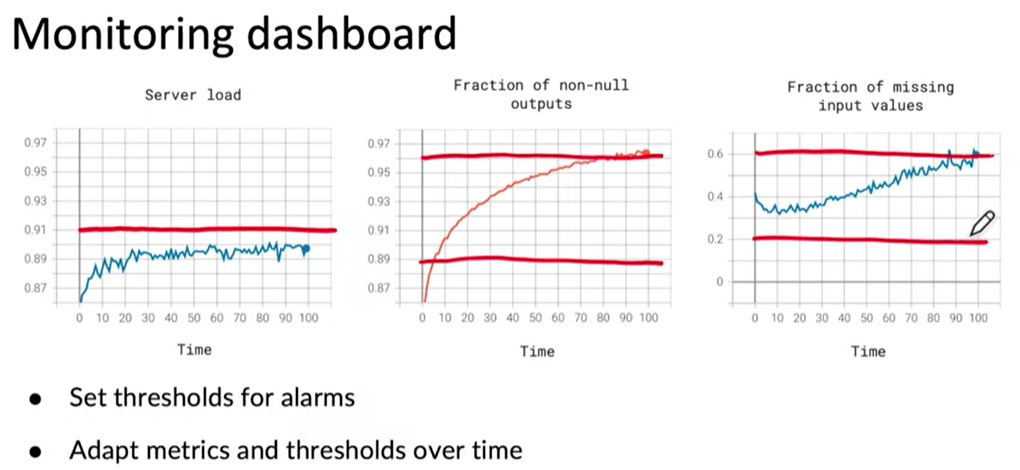 Monitoring dashboard
Server load
0.97
0.95
0.93
0.91
0.89
0.87
0 10 20 30 40 50 60 70 80 90 100
Time
Fraction of non-null
outputs
0.97
0.95
0.93
0.91
0.89
0.87
0 10 20 30 40 50 60 70 80 90 100
Time
Fraction of missing
input values
0.6
0.4
0.2
0
0 10 20 30 40 50 60 70 80 90 100
Time
● Set thresholds for alarms
● Adapt metrics and thresholds over time